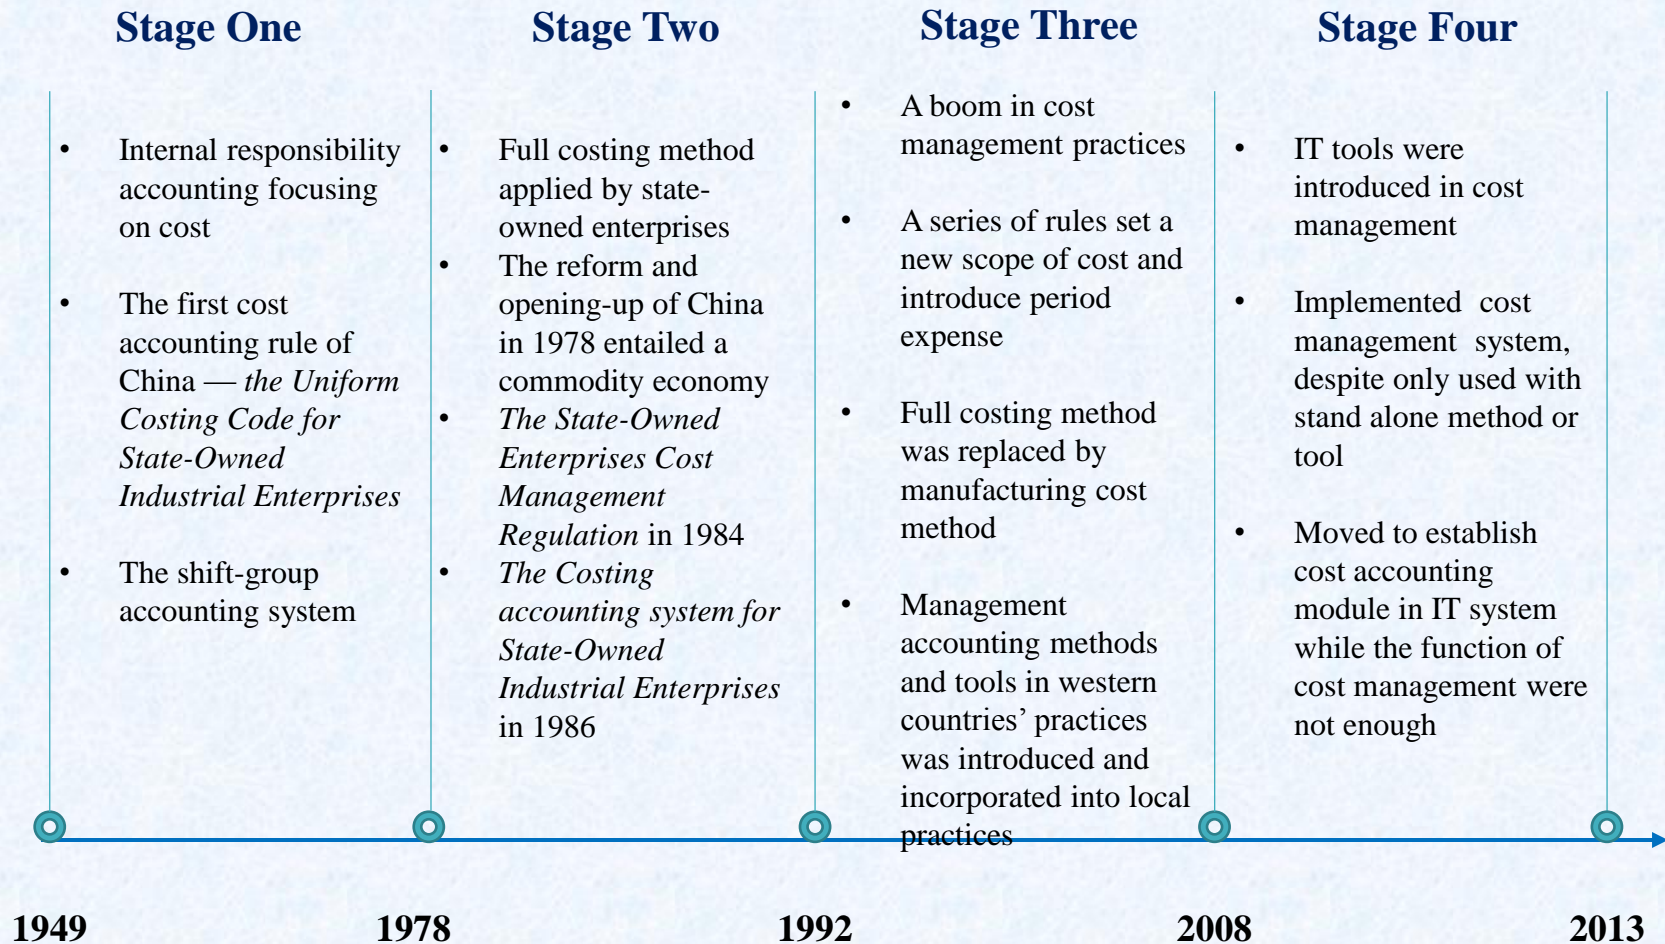 Stage One
• Internal responsibility
accounting focusing
on cost
• The first cost
accounting rule of
China — the Uniform
Costing Code for
State-Owned
Industrial Enterprises
• The shift-group
accounting system
Stage Two
• Full costing method
applied by state-
owned enterprises
• The reform and
opening-up of China
in 1978 entailed a
commodity economy
• The State-Owned
Enterprises Cost
Management
Regulation in 1984
• The Costing
accounting system for
State-Owned
Industrial Enterprises
in 1986
Stage Three
• A boom in cost
management practices
• A series of rules set a
new scope of cost and
introduce period
expense
• Full costing method
was replaced by
manufacturing cost
method
• Management
accounting methods
and tools in western
countries’ practices
was introduced and
incorporated into local
practices
Stage Four
• IT tools were
introduced in cost
management
• Implemented cost
management system,
despite only used with
stand alone method or
tool
• Moved to establish
cost accounting
module in IT system
while the function of
cost management were
not enough
1949
1978
1992
2008
2013